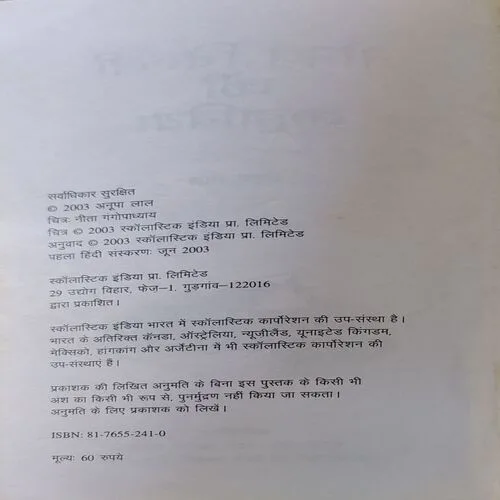 सर्वाधिकार सुरक्षित
© 2003 अनूपा लाल
चित्रः नीता गंगोपाध्याय
चित्र © 2003 स्कॉलास्टिक इंडिया प्रा. लिमिटेड
अनुवाद © 2003 स्कॉलास्टिक इंडिया प्रा. लिमिटेड
पहला हिंदी संस्करणः जून 2003
स्कॉलास्टिक इंडिया प्रा. लिमिटेड
29 उद्योग विहार, फेज़–1, गुड़गांव–122016
द्वारा प्रकाशित।
स्कॉलास्टिक इंडिया भारत में स्कॉलास्टिक कार्पोरेशन की उप-संस्था है।
भारत के अतिरिक्त कॅनडा, ऑस्ट्रेलिया, न्यूजीलैंड, यूनाइटेड किंगडम,
मेक्सिको, हांगकांग और अर्जेंटीना में भी स्कॉलास्टिक कार्पोरेशन की
उप-संस्थाएं हैं।
प्रकाशक की लिखित अनुमति के बिना इस पुस्तक के किसी भी
अंश का किसी भी रूप से, पुनर्मुद्रण नहीं किया जा सकता।
अनुमति के लिए प्रकाशक को लिखें।
ISBN: 81-7655-241-0
मूल्यः 60 रुपये